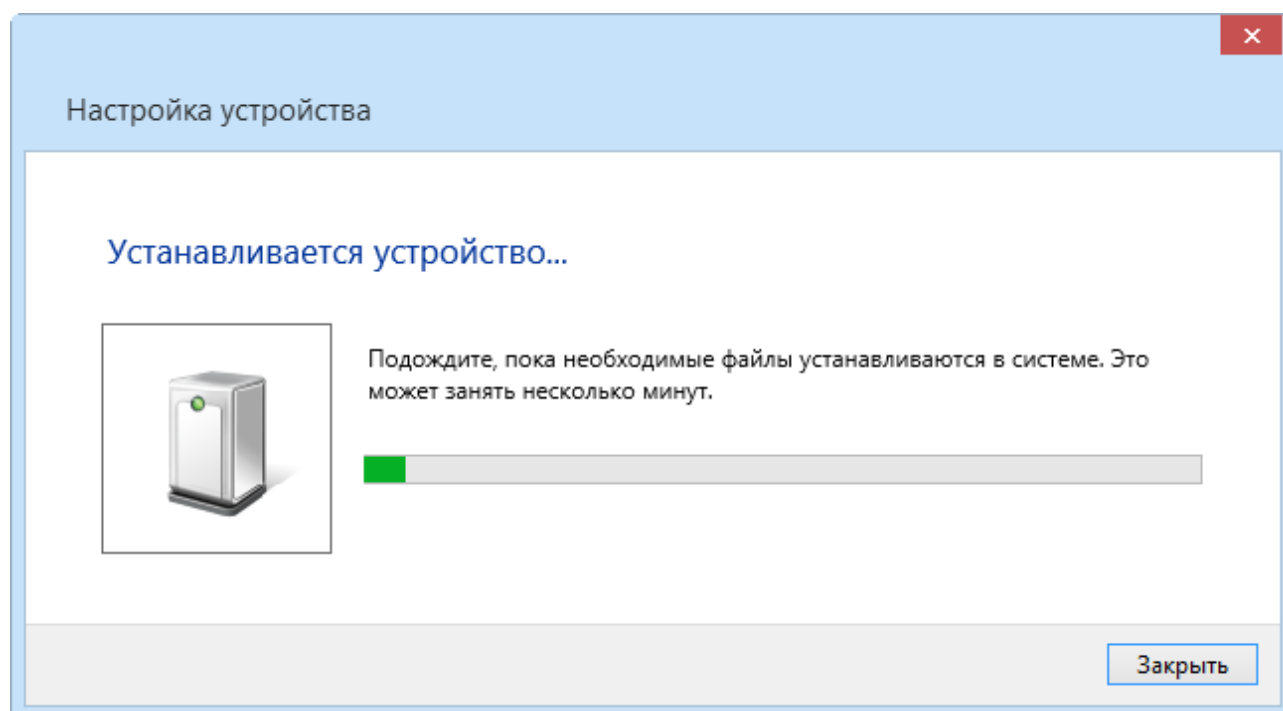 Настройка устройства
Устанавливается устройство...
Подождите, пока необходимые файлы устанавливаются в системе. Это
может занять несколько минут.
Закрыть